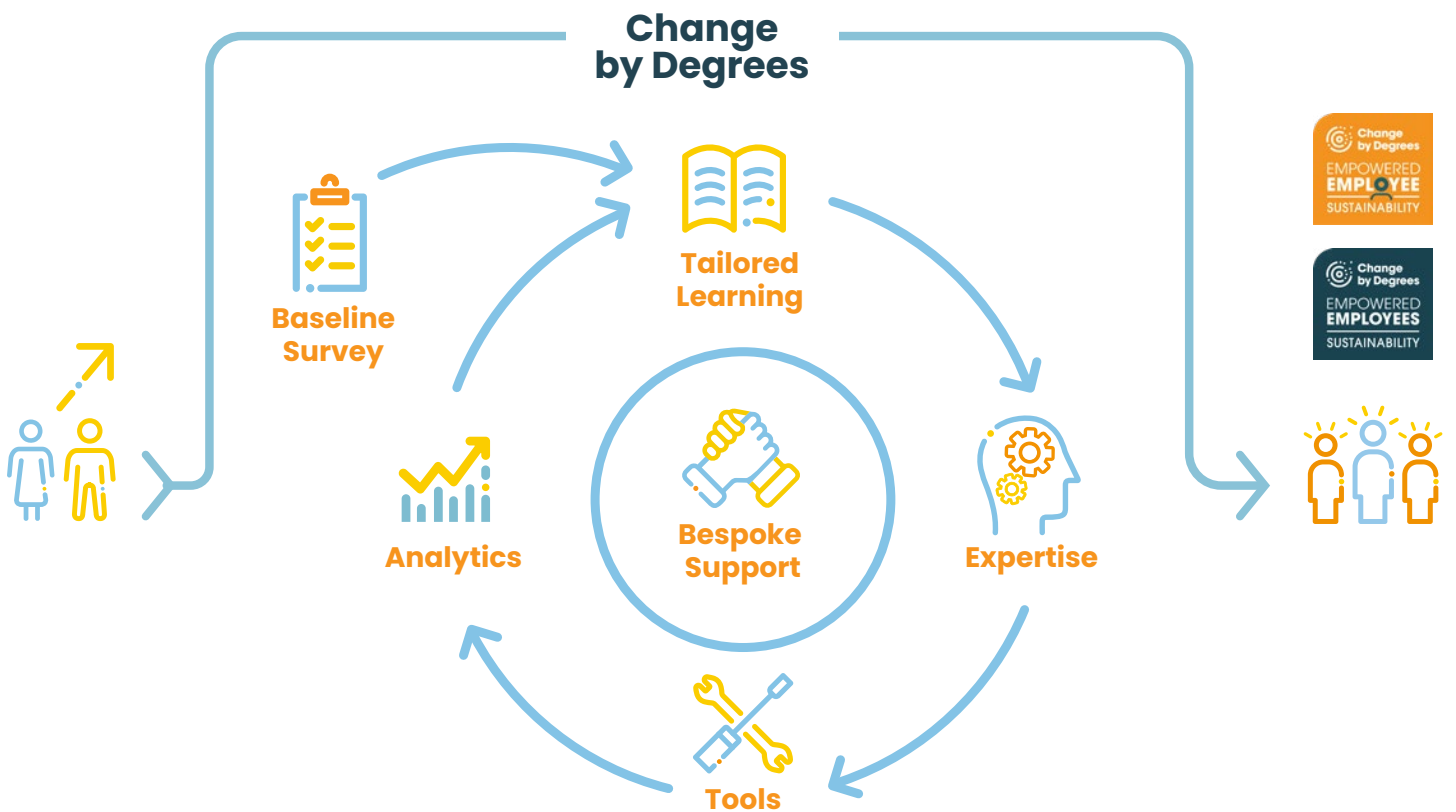 Change
by Degrees
Change
by Degrees
EMPOWERED
EMPLOYEE
SUSTAINABILITY
Change
by Degrees
EMPOWERED
EMPLOYEES
SUSTAINABILITY
Baseline
Survey
Tailored
Learning
Analytics
Bespoke
Support
Expertise
Tools